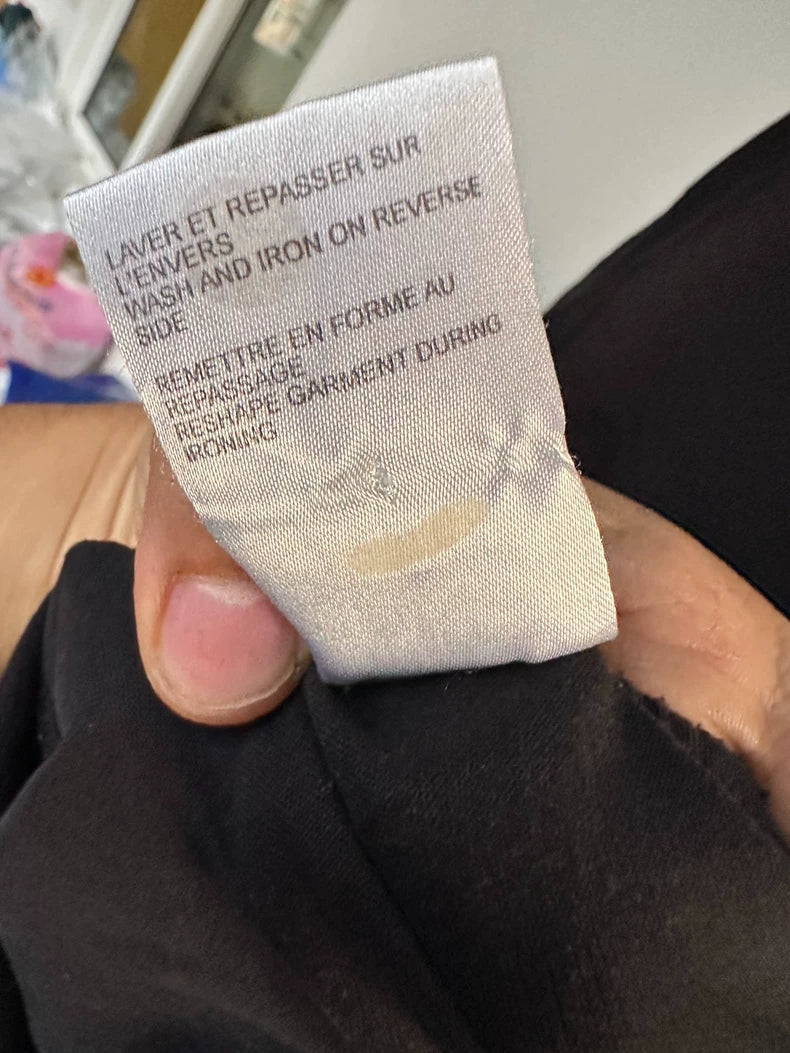 LAVER ET REPASSER SUR
L'ENVERS
WASH AND IRON ON REVERSE
SIDE
REMETTRE EN FORME AU
REPASSAGE
RESHAPE GARMENT DURING
IRONING